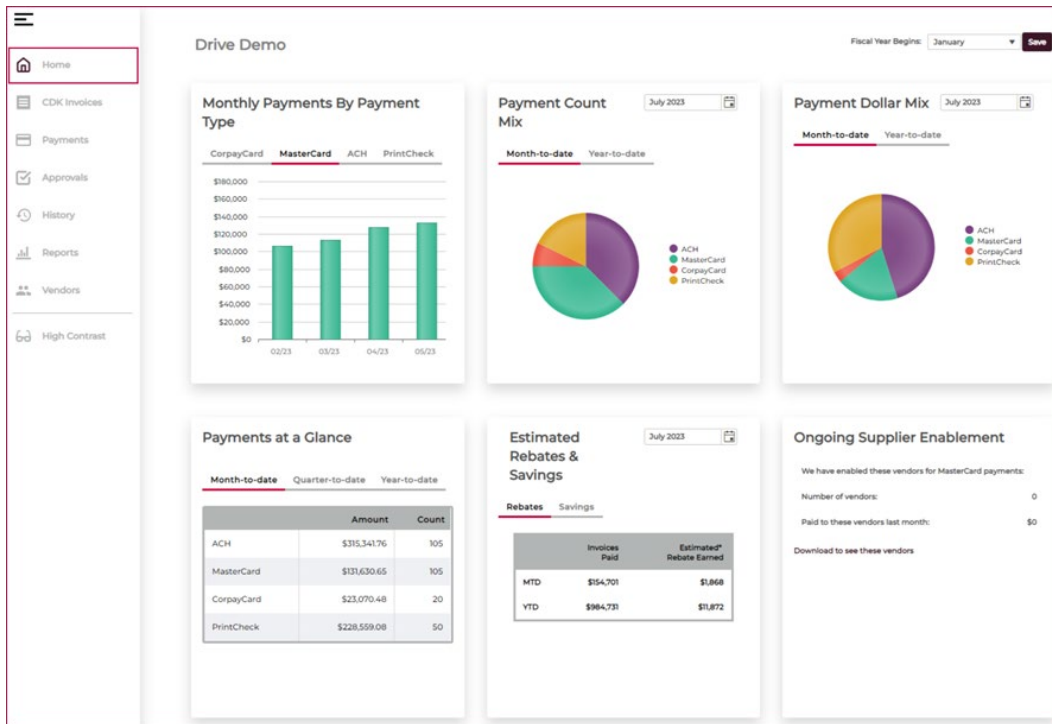 Drive Demo
Fiscal Year Begins: January Save
Home
CDK Invoices
Payments
Approvals
History
Reports
Vendors
High Contrast
Monthly Payments By Payment
Type
CorpayCard MasterCard ACH PrintCheck
$180,000
$160,000
$140,000
$120,000
$100,000
$80,000
$60,000
$40,000
$20,000
$0
02/23 03/23 04/23 05/23
Payment Count
Mix
July 2023
Month-to-date Year-to-date
ACH
MasterCard
CorpayCard
PrintCheck
Payment Dollar Mix July 2023
Month-to-date Year-to-date
ACH
MasterCard
CorpayCard
PrintCheck
Payments at a Glance
Month-to-date Quarter-to-date Year-to-date
Amount Count
ACH $315,341.76 105
MasterCard $131,630.65 105
CorpayCard $23,070.48 20
PrintCheck $228,559.08 50
Estimated
Rebates &
Savings
July 2023
Rebates Savings
Invoices Estimated*
Paid Rebate Earned
MTD $154,701 $1,868
YTD $984,731 $11,872
Ongoing Supplier Enablement
We have enabled these vendors for MasterCard payments:
Number of vendors: 0
Paid to these vendors last month: $0
Download to see these vendors